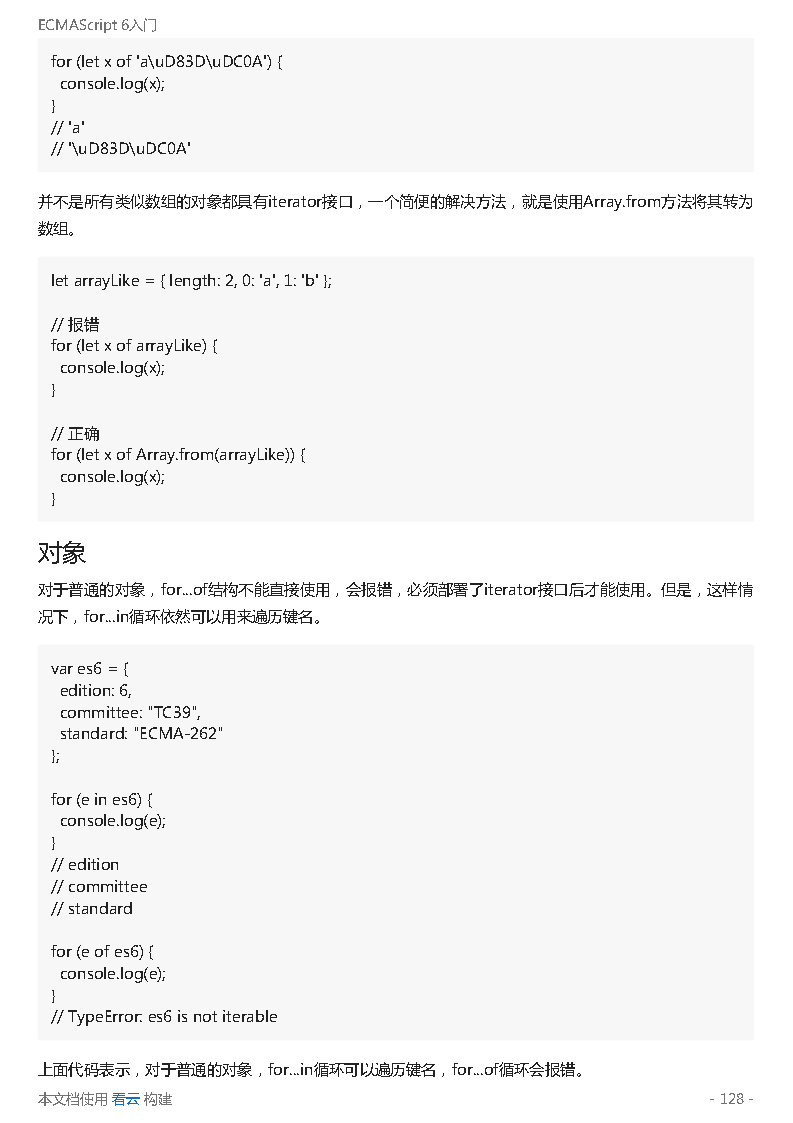 ECMAScript 6入门
for (let x of 'a\uD83D\uDC0A') {
  console.log(x);
}
// 'a'
// '\uD83D\uDC0A'
并不是所有类似数组的对象都具有iterator接口，一个简便的解决方法，就是使用Array.from方法将其转为
数组。
let arrayLike = { length: 2, 0: 'a', 1: 'b' };
// 报错
for (let x of arrayLike) {
  console.log(x);
}
// 正确
for (let x of Array.from(arrayLike)) {
  console.log(x);
}
对象
对于普通的对象，for...of结构不能直接使用，会报错，必须部署了iterator接口后才能使用。但是，这样情
况下，for...in循环依然可以用来遍历键名。
var es6 = {
  edition: 6,
  committee: "TC39",
  standard: "ECMA-262"
};
for (e in es6) {
  console.log(e);
}
// edition
// committee
// standard
for (e of es6) {
  console.log(e);
}
// TypeError: es6 is not iterable
上面代码表示，对于普通的对象，for...in循环可以遍历键名，for...of循环会报错。
本文档使用 看云 构建 - 128 -